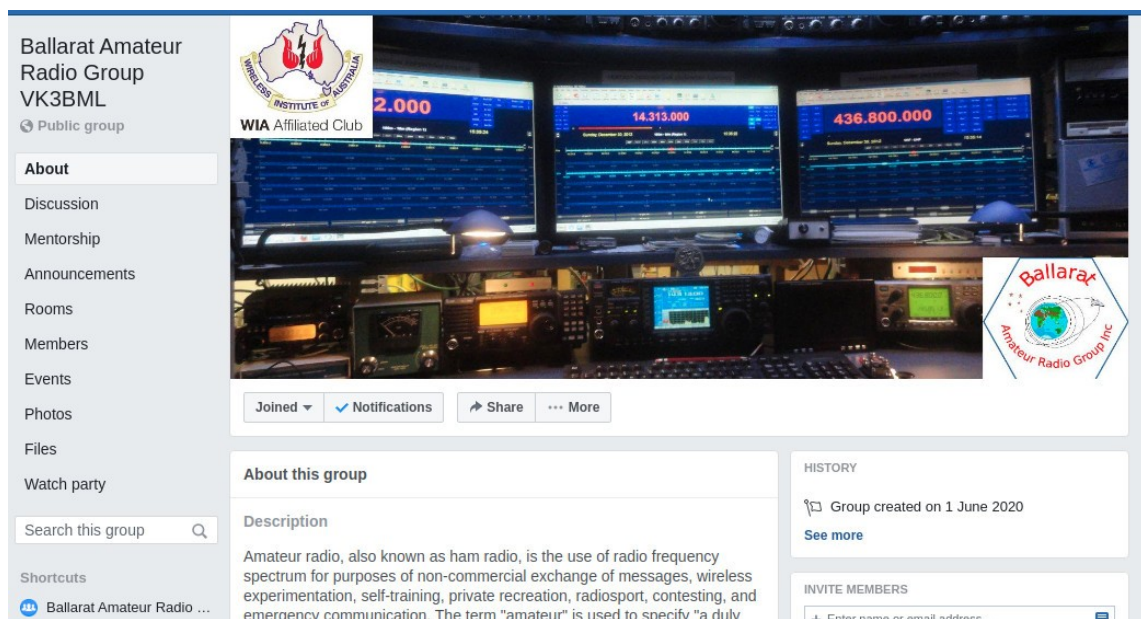 Ballarat Amateur
Radio Group
VK3BML
Public group
About
Discussion
Mentorship
Announcements
Rooms
Members
Events
Photos
Files
Watch party
Search this group
Shortcuts
Ballarat Amateur Radio ...
WIRELESS INSTITUTE OF AUSTRALIA
WIA Affiliated Club
2.000
14.313.000
436.800.000
Ballarat
Amateur Radio Group Inc
Joined
Notifications
Share
More
About this group
Description
Amateur radio, also known as ham radio, is the use of radio frequency
spectrum for purposes of non-commercial exchange of messages, wireless
experimentation, self-training, private recreation, radiosport, contesting, and
emergency communication. The term "amateur" is used to specify "a duly
HISTORY
Group created on 1 June 2020
See more
INVITE MEMBERS
+ Enter name or email address